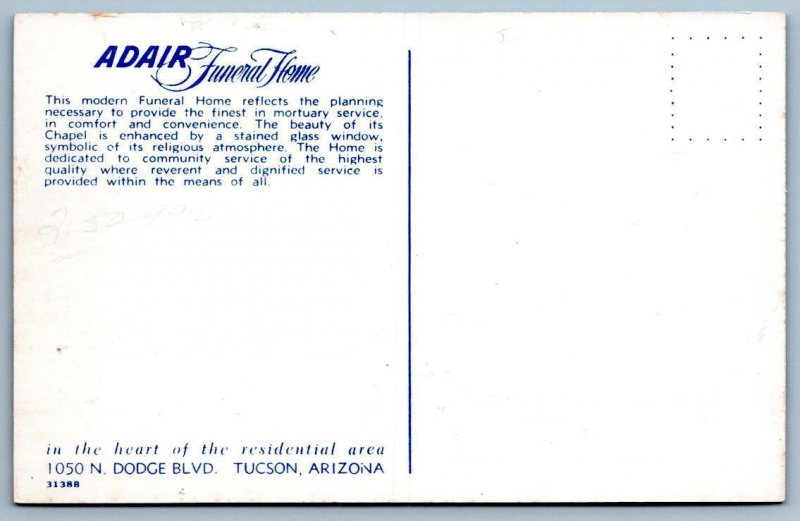 ADAIR Funeral Home
This modern Funeral Home reflects the planning
necessary to provide the finest in mortuary service,
in comfort and convenience. The beauty of its
Chapel is enhanced by a stained glass window,
symbolic of its religious atmosphere. The Home is
dedicated to community service of the highest
quality where reverent and dignified service is
provided within the means of all.
in the heart of the residential area
1050 N. DODGE BLVD. TUCSON, ARIZONA
31388